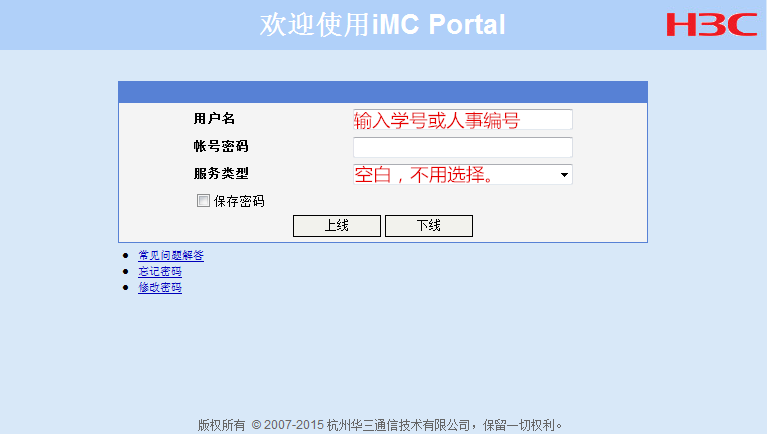 欢迎使用iMC Portal
H3C
用户名 输入学号或人事编号
帐号密码
服务类型 空白，不用选择。
保存密码
上线 下线
常见问题解答
忘记密码
修改密码
版权所有 © 2007-2015 杭州华三通信技术有限公司，保留一切权利。